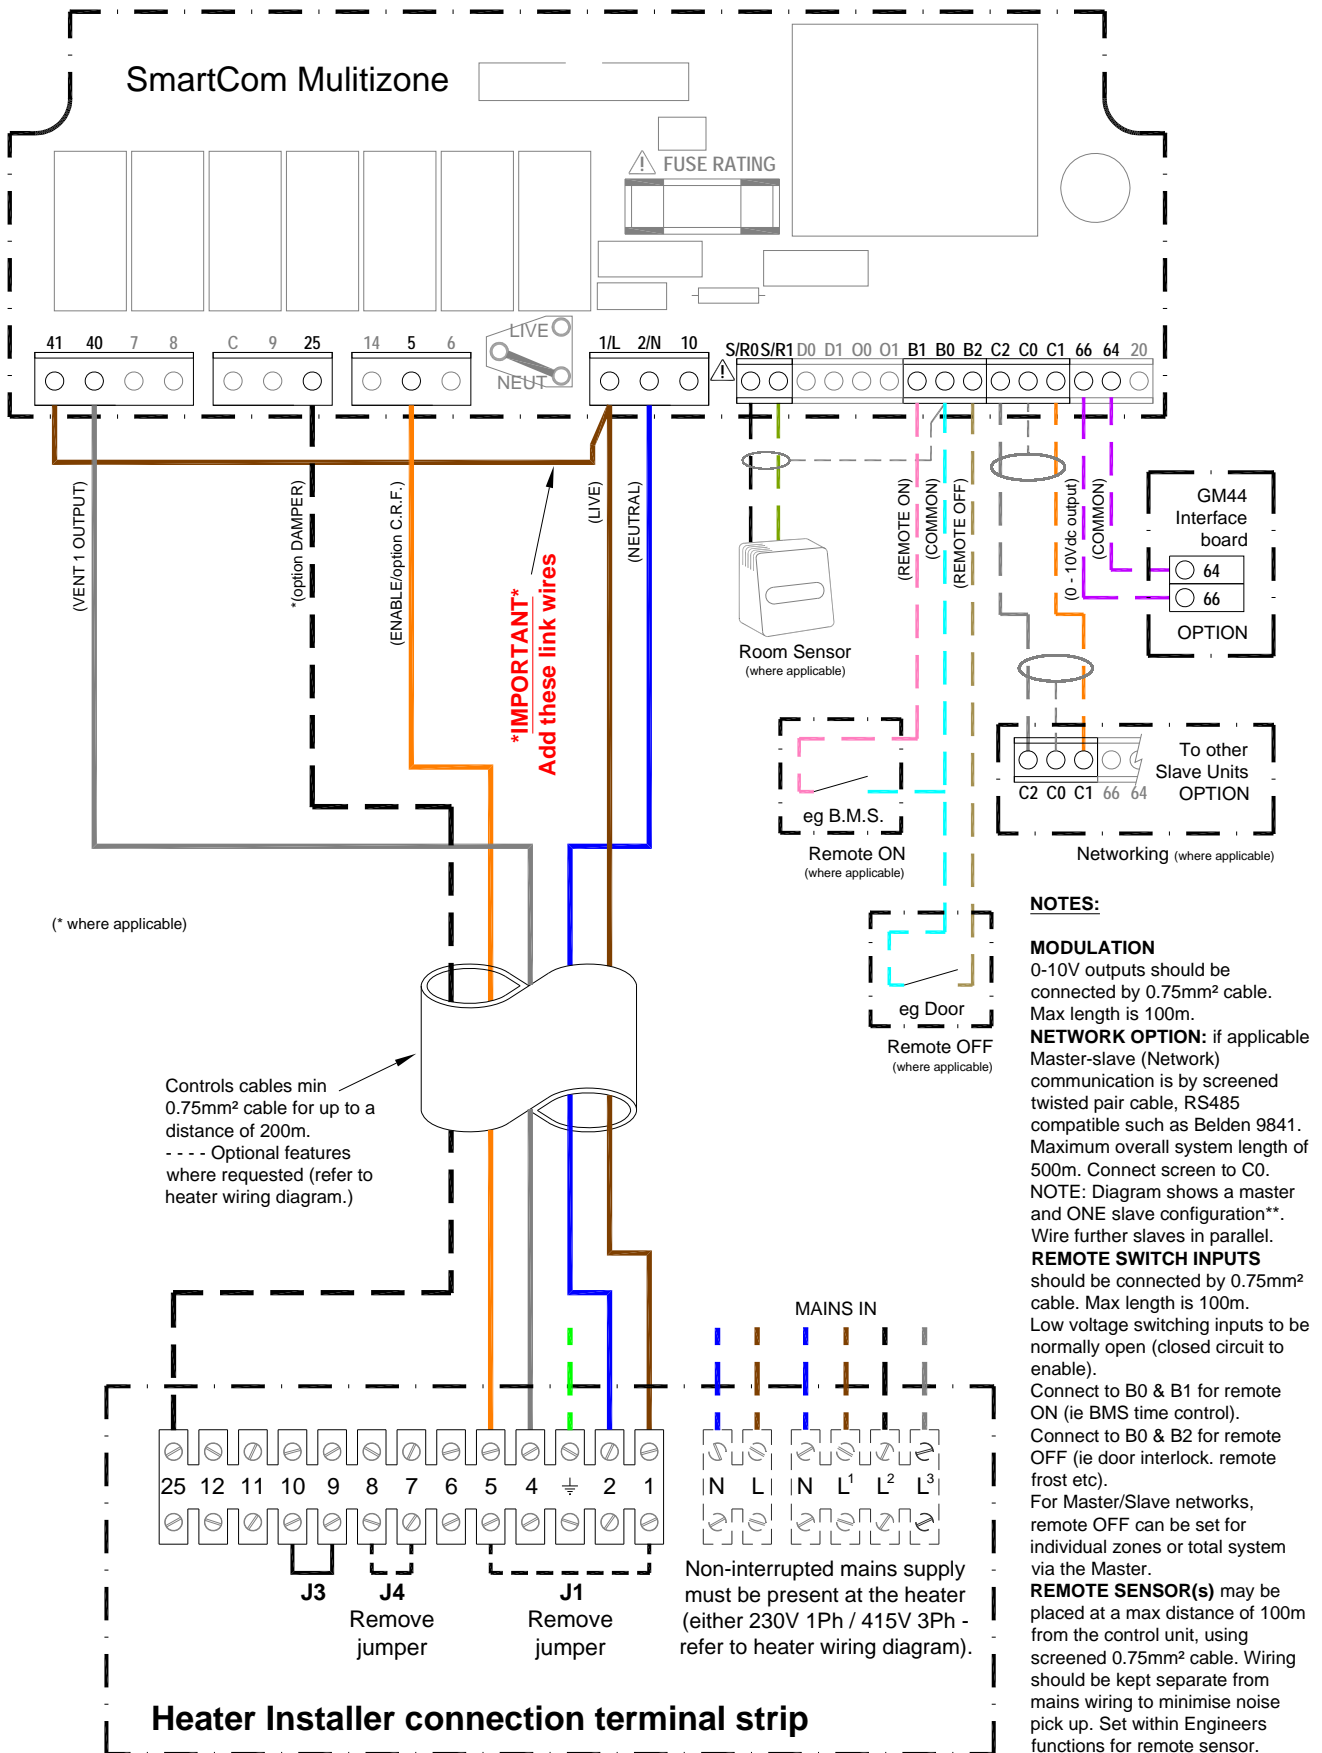 SmartCom Mulitizone
FUSE RATING
LIVE
NEUT
41 40 7 8 C 9 25 14 5 6 1/L 2/N 10 S/R0 S/R1 D0 D1 O0 O1 B1 B0 B2 C2 C0 C1 66 64 20
(VENT 1 OUTPUT)
*(option DAMPER)
(ENABLE/option C.R.F.)
*IMPORTANT*
Add these link wires
(LIVE)
(NEUTRAL)
(REMOTE ON)
(COMMON)
(REMOTE OFF)
(0 - 10Vdc output)
(COMMON)
GM44
Interface
board
64
66
OPTION
Room Sensor
(where applicable)
eg B.M.S.
Remote ON
(where applicable)
To other
Slave Units
OPTION
C2 C0 C1 66 64
Networking (where applicable)
eg Door
Remote OFF
(where applicable)
(* where applicable)
Controls cables min
0.75mm² cable for up to a
distance of 200m.
- - - - Optional features
where requested (refer to
heater wiring diagram.)
NOTES:
MODULATION
0-10V outputs should be
connected by 0.75mm² cable.
Max length is 100m.
NETWORK OPTION: if applicable
Master-slave (Network)
communication is by screened
twisted pair cable, RS485
compatible such as Belden 9841.
Maximum overall system length of
500m. Connect screen to C0.
NOTE: Diagram shows a master
and ONE slave configuration**.
Wire further slaves in parallel.
REMOTE SWITCH INPUTS
should be connected by 0.75mm²
cable. Max length is 100m.
Low voltage switching inputs to be
normally open (closed circuit to
enable).
Connect to B0 & B1 for remote
ON (ie BMS time control).
Connect to B0 & B2 for remote
OFF (ie door interlock. remote
frost etc).
For Master/Slave networks,
remote OFF can be set for
individual zones or total system
via the Master.
REMOTE SENSOR(s) may be
placed at a max distance of 100m
from the control unit, using
screened 0.75mm² cable. Wiring
should be kept separate from
mains wiring to minimise noise
pick up. Set within Engineers
functions for remote sensor.
MAINS IN
25 12 11 10 9 8 7 6 5 4 ⏚ 2 1 N L N L¹ L² L³
J3
J4
Remove
jumper
J1
Remove
jumper
Non-interrupted mains supply
must be present at the heater
(either 230V 1Ph / 415V 3Ph -
refer to heater wiring diagram).
Heater Installer connection terminal strip